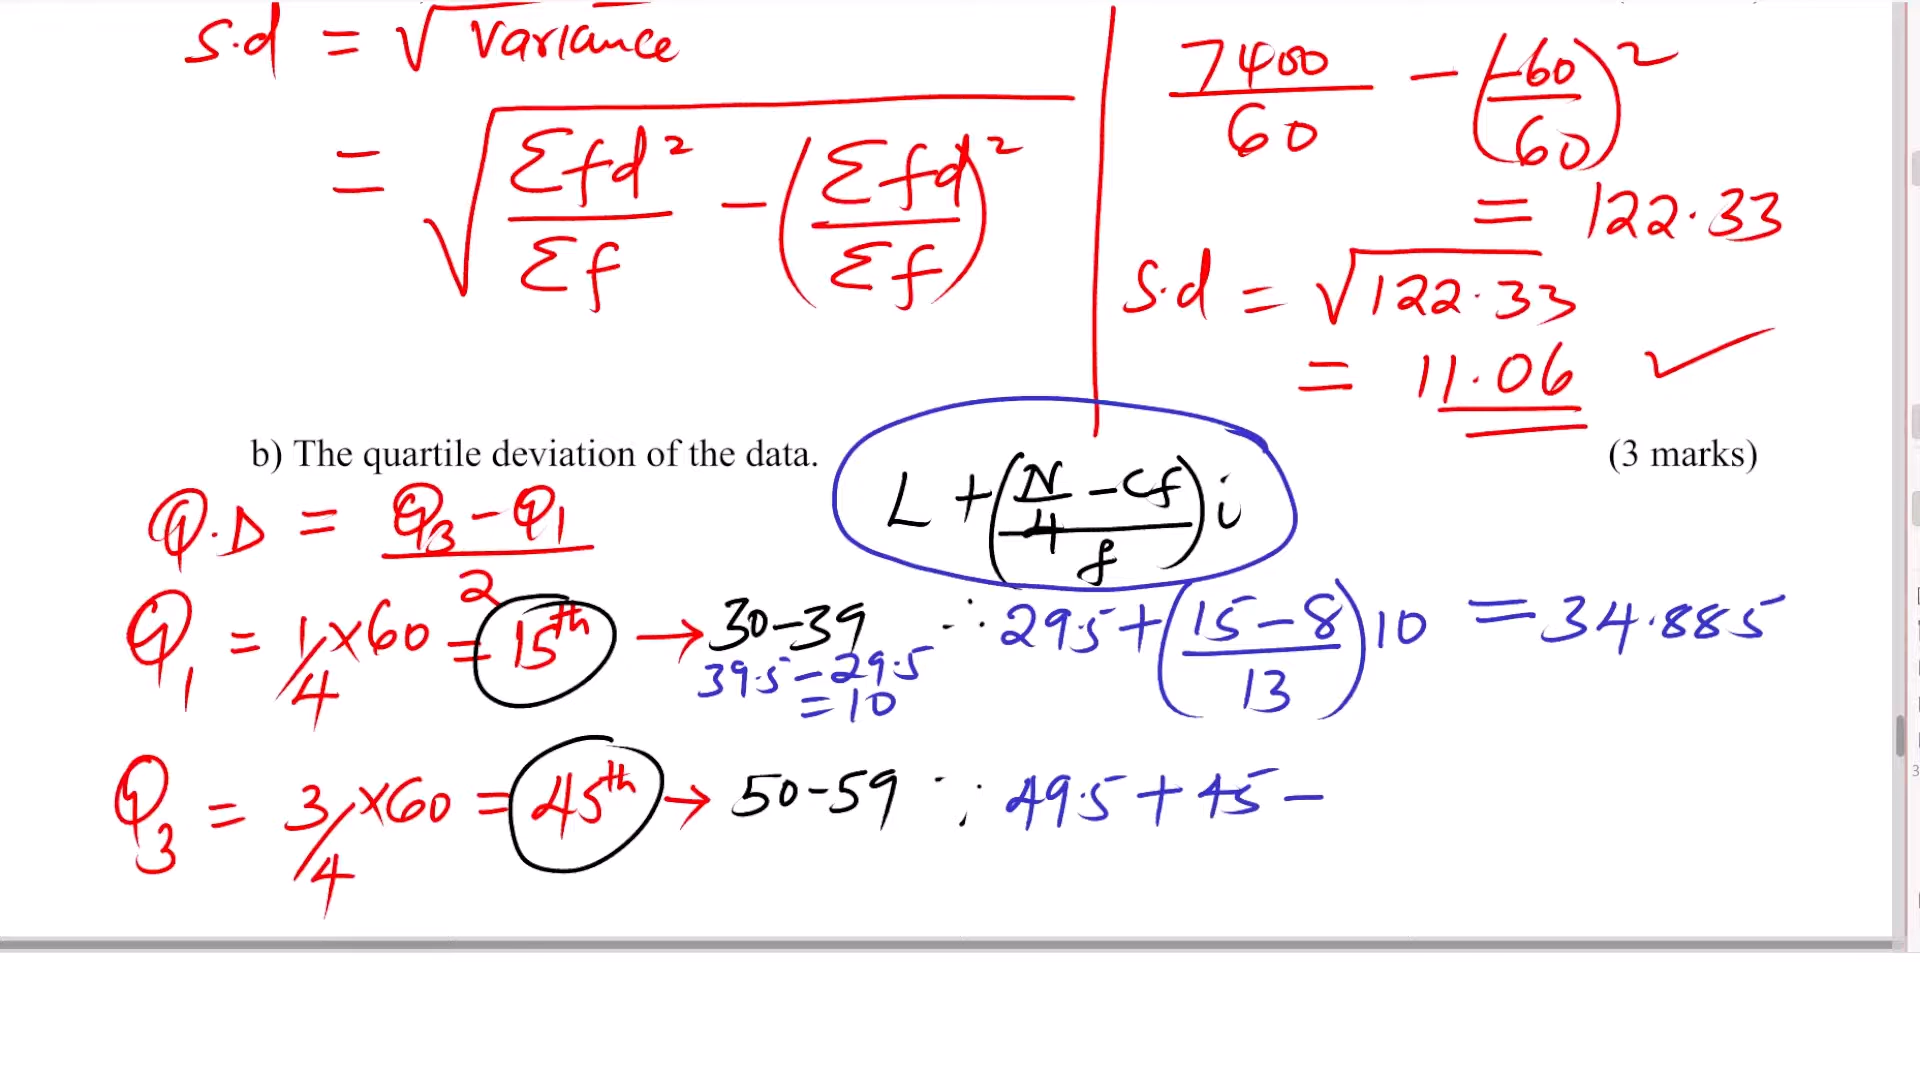 s.d = √variance
= √(Σfd²/Σf - (Σfd/Σf)²)
7400/60 - (-60/60)²
= 122.33
s.d = √122.33
= 11.06 ✓
b) The quartile deviation of the data. (3 marks)
L + ((N/4 - Cf)/f) i
Q.D = (Q₃ - Q₁)/2
Q₁ = 1/4 × 60 = 15th → 30-39 ∴ 29.5 + ((15 - 8)/13) 10 = 34.885
39.5 - 29.5
= 10
Q₃ = 3/4 × 60 = 45th → 50-59 ∴ 49.5 + 45 -